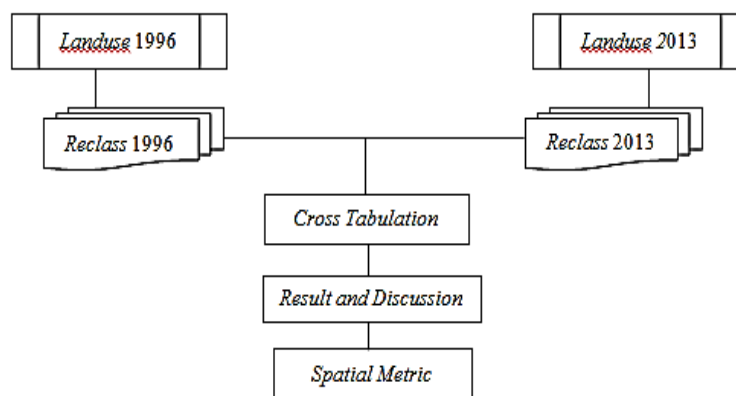 Landuse 1996
Landuse 2013
Reclass 1996
Reclass 2013
Cross Tabulation
Result and Discussion
Spatial Metric